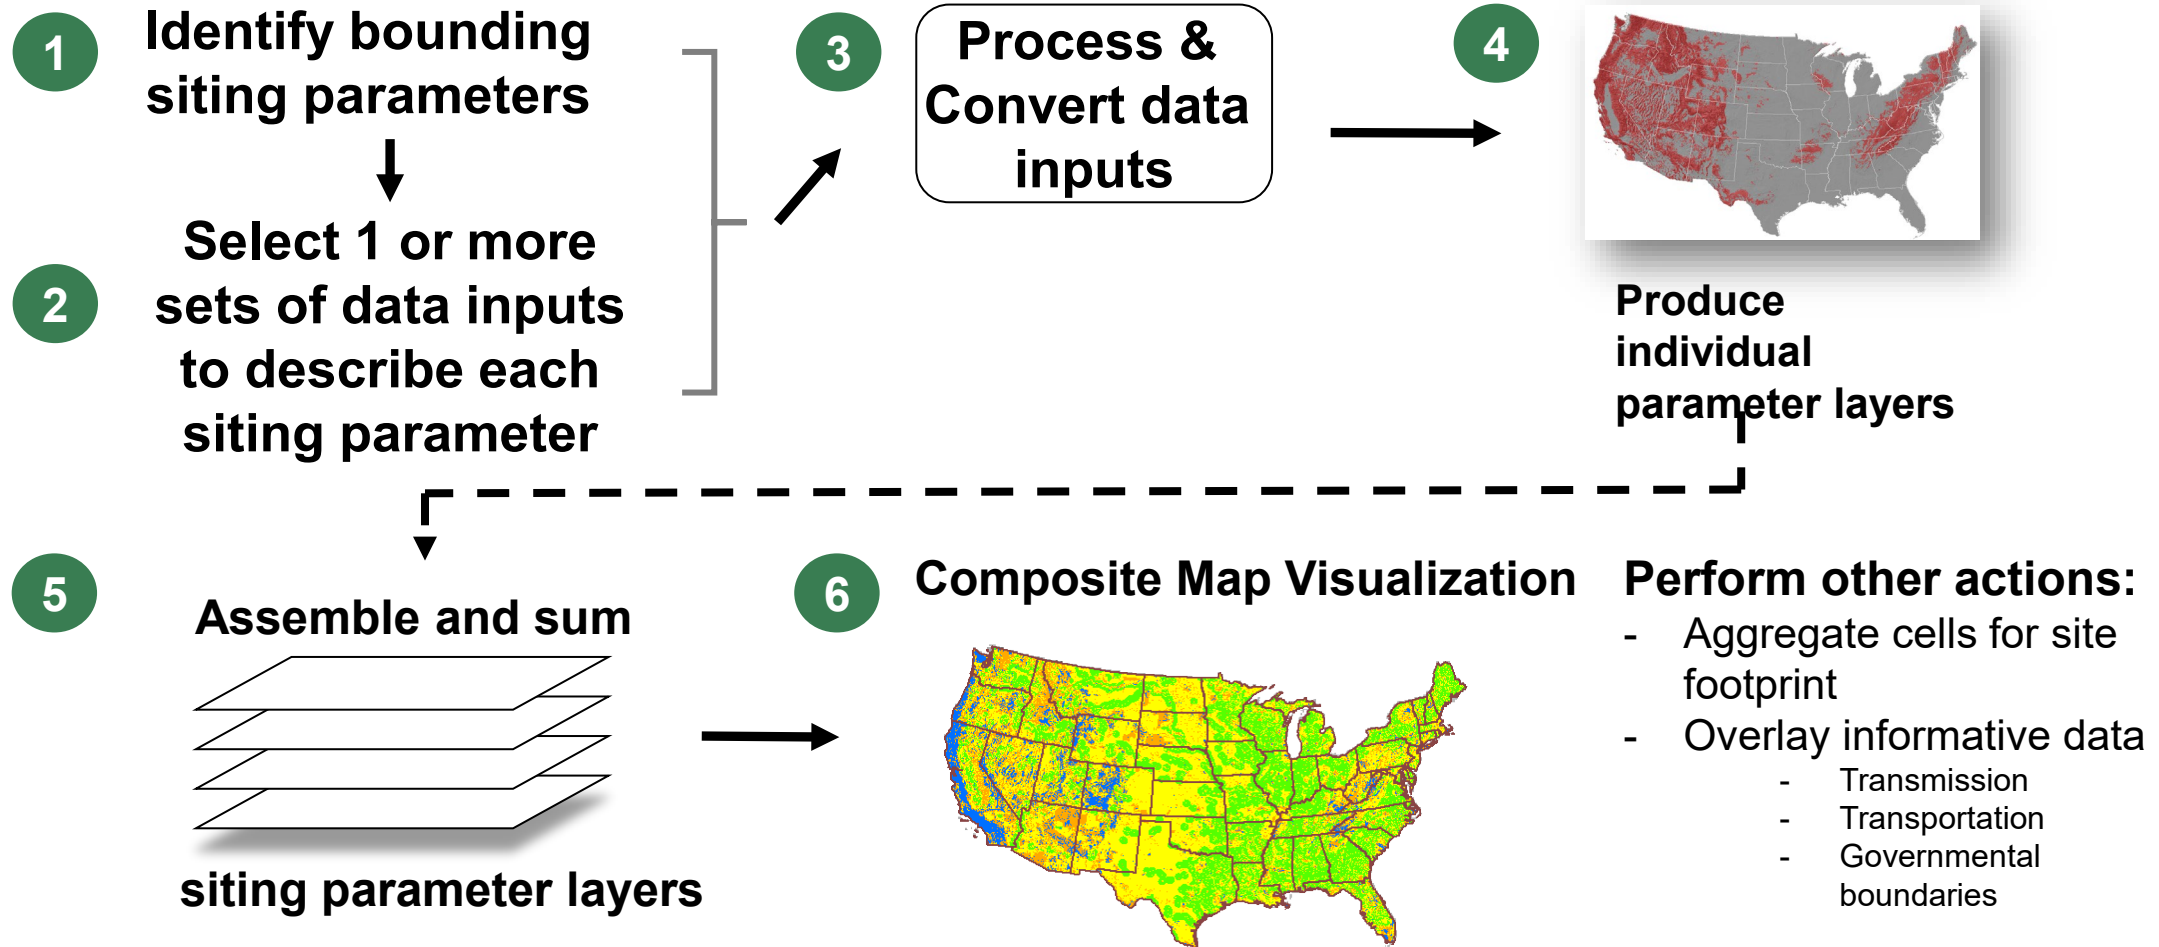 1
Identify bounding
siting parameters
2
Select 1 or more
sets of data inputs
to describe each
siting parameter
3
Process &
Convert data
inputs
4
Produce
individual
parameter layers
5
Assemble and sum
siting parameter layers
6
Composite Map Visualization
Perform other actions:
- Aggregate cells for site
footprint
- Overlay informative data
- Transmission
- Transportation
- Governmental
boundaries